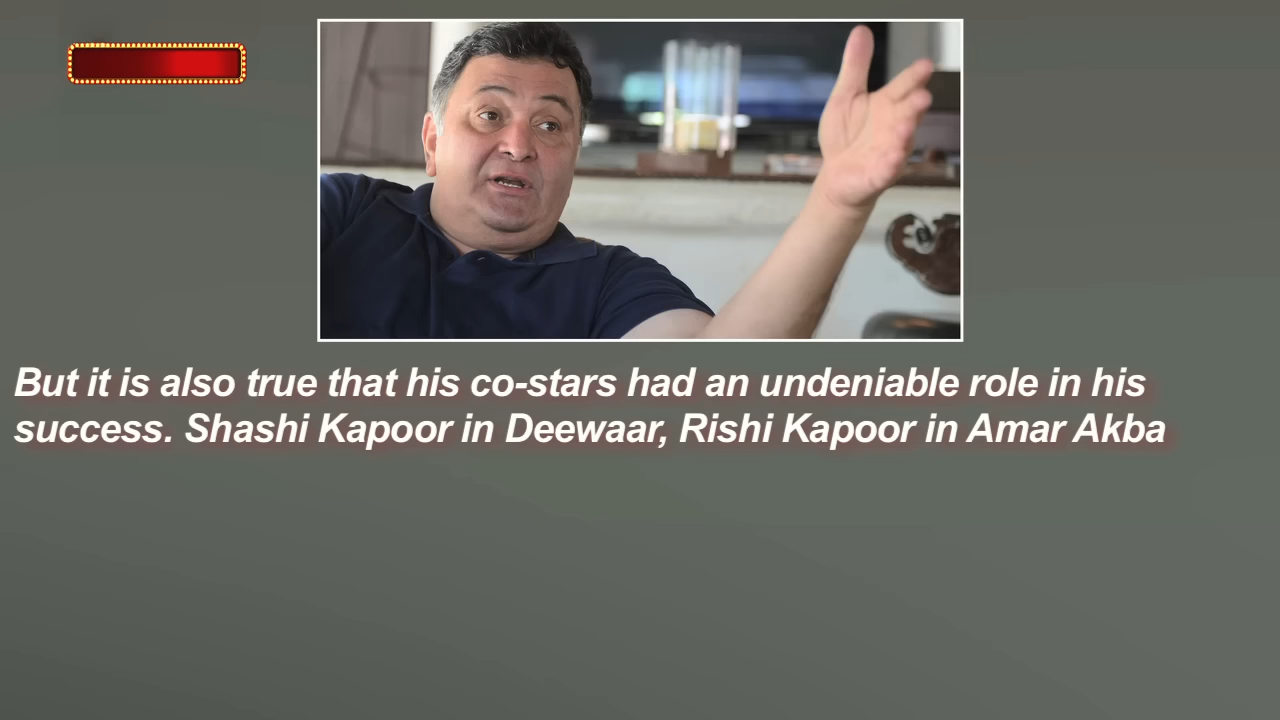 But it is also true that his co-stars had an undeniable role in his
success. Shashi Kapoor in Deewaar, Rishi Kapoor in Amar Akba